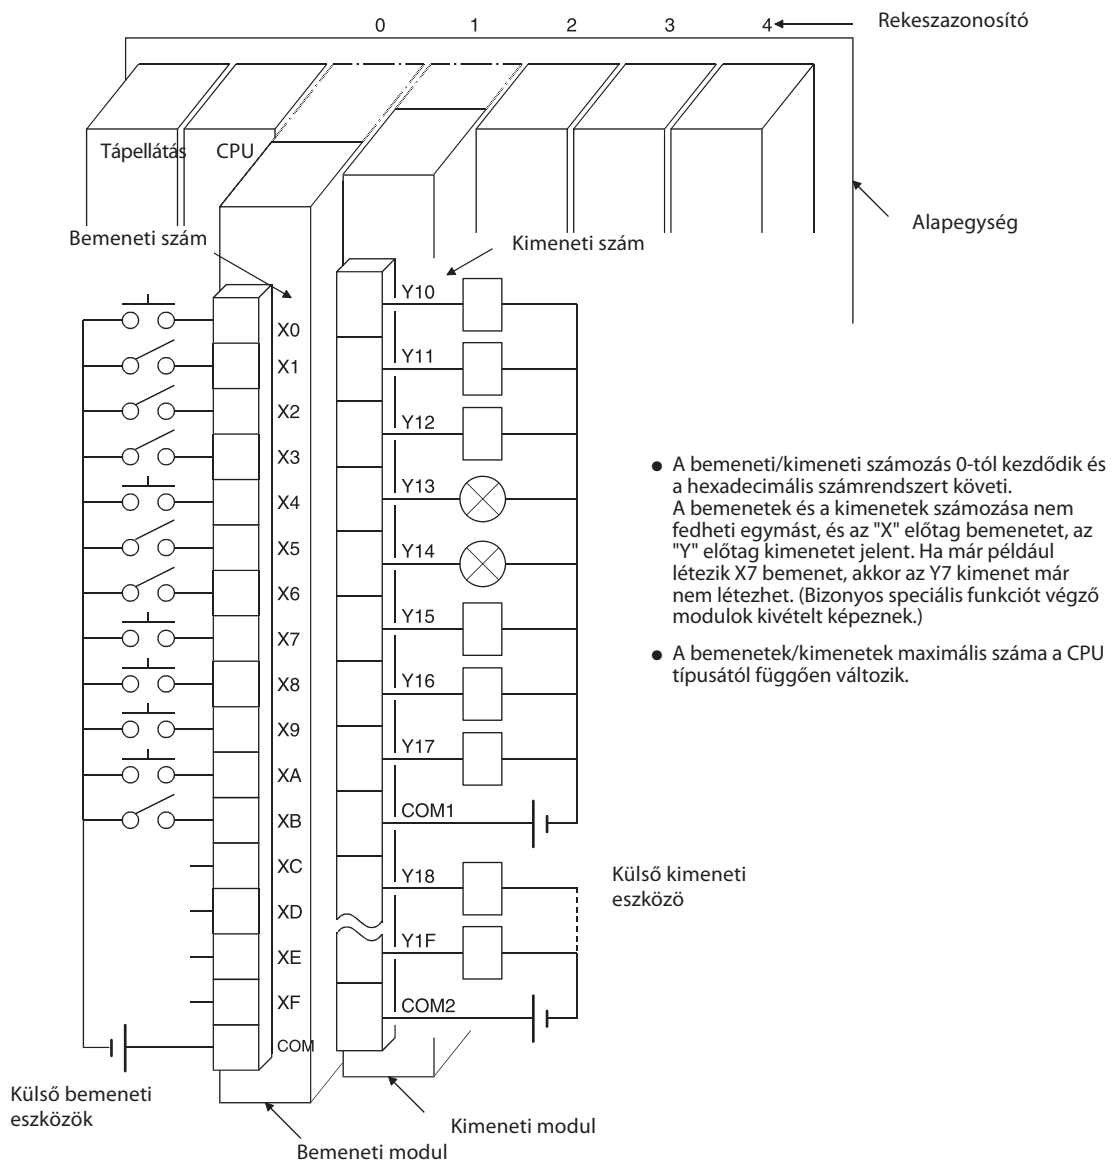 0 1 2 3 4 Rekeszazonosító
Tápellátás CPU
Alapegység
Bemeneti szám
Kimeneti szám
X0
X1
X2
X3
X4
X5
X6
X7
X8
X9
XA
XB
XC
XD
XE
XF
COM
Y10
Y11
Y12
Y13
Y14
Y15
Y16
Y17
COM1
Y18
Y1F
COM2
● A bemeneti/kimeneti számozás 0-tól kezdődik és
a hexadecimális számrendszert követi.
A bemenetek és a kimenetek számozása nem
fedheti egymást, és az "X" előtag bemenetet, az
"Y" előtag kimenetet jelent. Ha már például
létezik X7 bemenet, akkor az Y7 kimenet már
nem létezhet. (Bizonyos speciális funkciót végző
modulok kivételt képeznek.)
● A bemenetek/kimenetek maximális száma a CPU
típusától függően változik.
Külső kimeneti
eszközö
Külső bemeneti
eszközök
Kimeneti modul
Bemeneti modul